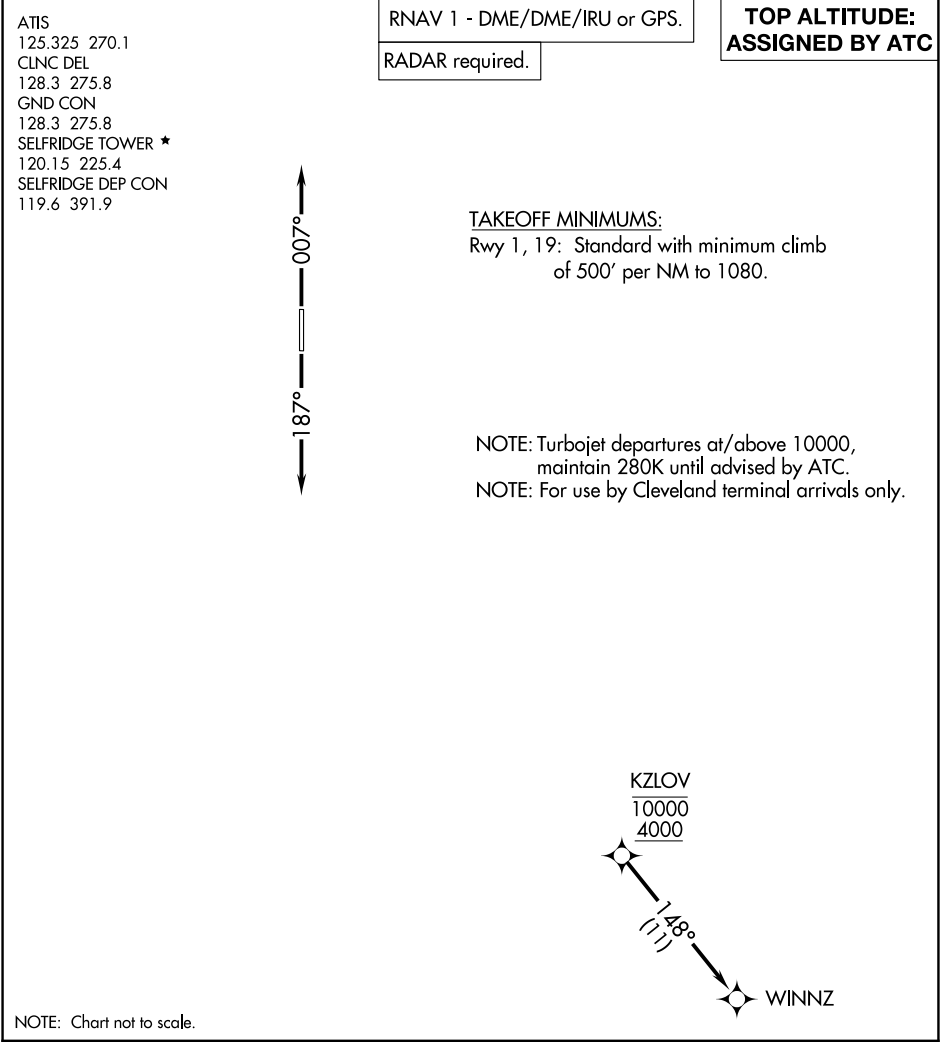 ATIS
125.325 270.1
CLNC DEL
128.3 275.8
GND CON
128.3 275.8
SELFRIDGE TOWER ★
120.15 225.4
SELFRIDGE DEP CON
119.6 391.9
RNAV 1 - DME/DME/IRU or GPS.
RADAR required.
TOP ALTITUDE:
ASSIGNED BY ATC
007°
187°
TAKEOFF MINIMUMS:
Rwy 1, 19: Standard with minimum climb
of 500' per NM to 1080.
NOTE: Turbojet departures at/above 10000,
maintain 280K until advised by ATC.
NOTE: For use by Cleveland terminal arrivals only.
KZLOV
10000
4000
148°
(11)
WINNZ
NOTE: Chart not to scale.